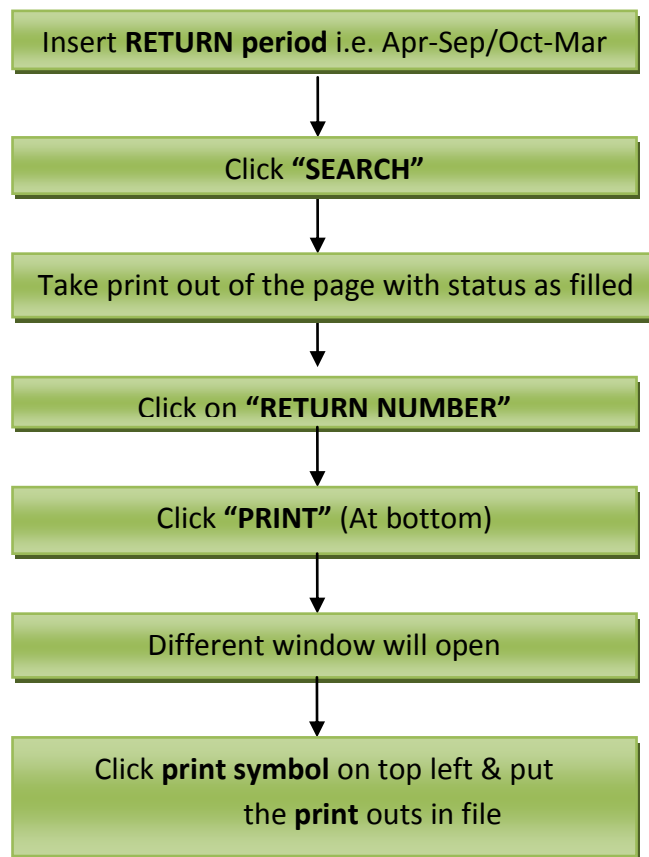 Insert RETURN period i.e. Apr-Sep/Oct-Mar
Click “SEARCH”
Take print out of the page with status as filled
Click on “RETURN NUMBER”
Click “PRINT” (At bottom)
Different window will open
Click print symbol on top left & put
the print outs in file